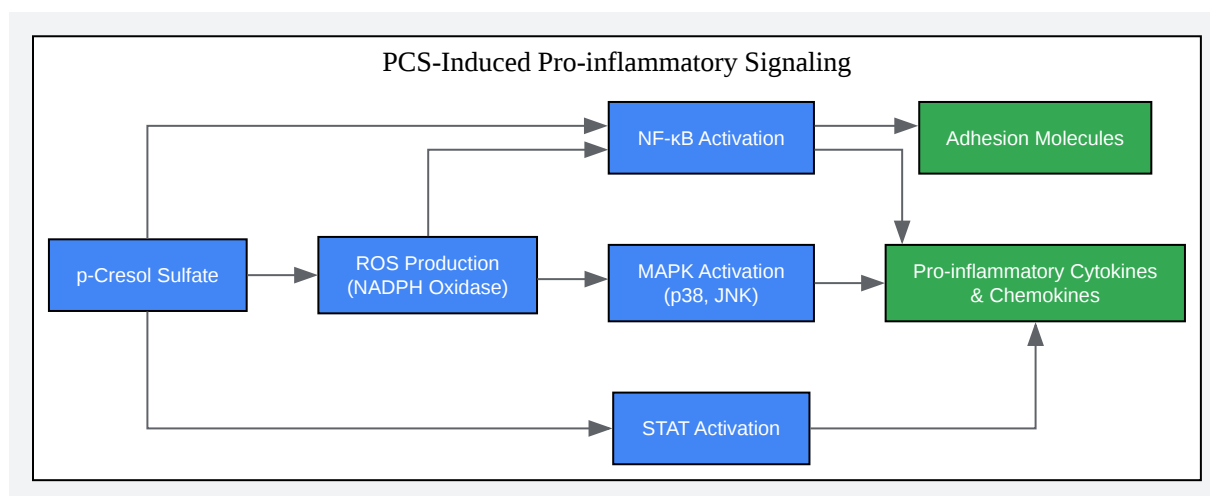 PCS-Induced Pro-inflammatory Signaling
NF-κB Activation
Adhesion Molecules
p-Cresol Sulfate
ROS Production
(NADPH Oxidase)
MAPK Activation
(p38, JNK)
Pro-inflammatory Cytokines
& Chemokines
STAT Activation